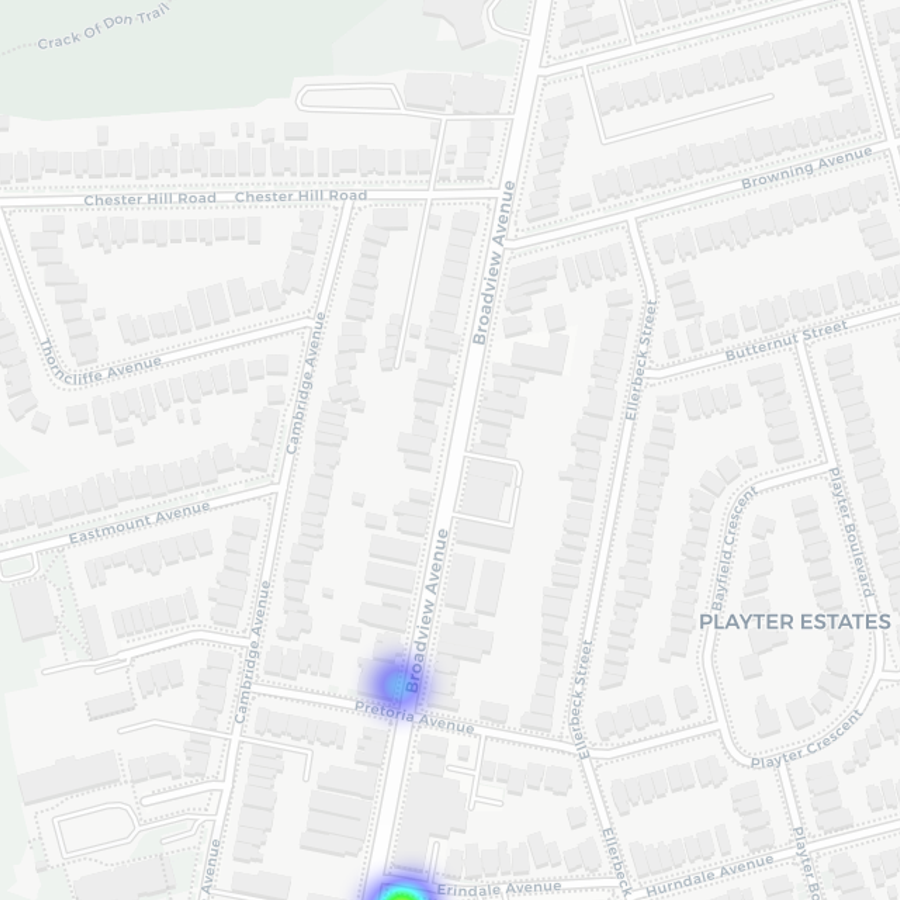 Crack Of Don Trail
Chester Hill Road
Chester Hill Road
Browning Avenue
Broadview Avenue
Butternut Street
Thorncliffe Avenue
Cambridge Avenue
Ellerbeck Street
Eastmount Avenue
Bayfield Crescent
Playter Boulevard
Broadview Avenue
PLAYTER ESTATES
Cambridge Avenue
Ellerbeck Street
Pretoria Avenue
Playter Crescent
Avenue
Ellerbeck
Playter Bo
Erindale Avenue
Hurndale Avenue